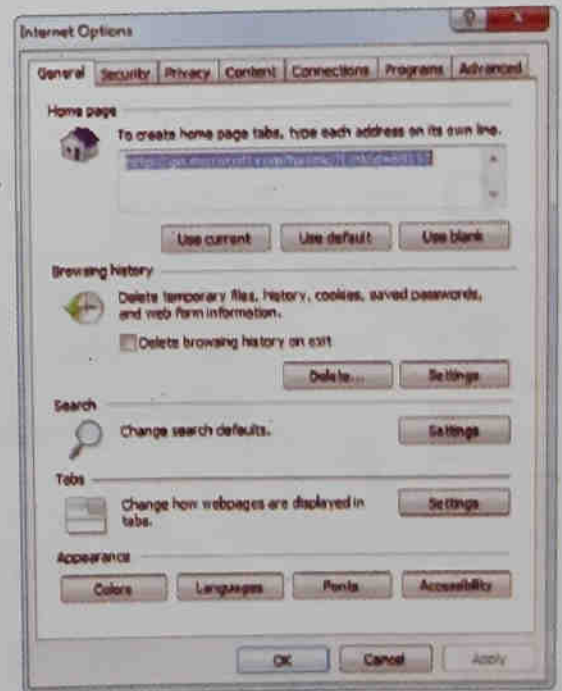 Internet Options
General Security Privacy Content Connections Programs Advanced
Home page
To create home page tabs, type each address on its own line.
Use current Use default Use blank
Browsing history
Delete temporary files, history, cookies, saved passwords,
and web form information.
Delete browsing history on exit
Delete... Settings
Search
Change search defaults.
Settings
Tabs
Change how webpages are displayed in
tabs.
Settings
Appearance
Colors Languages Fonts Accessibility
OK Cancel Apply